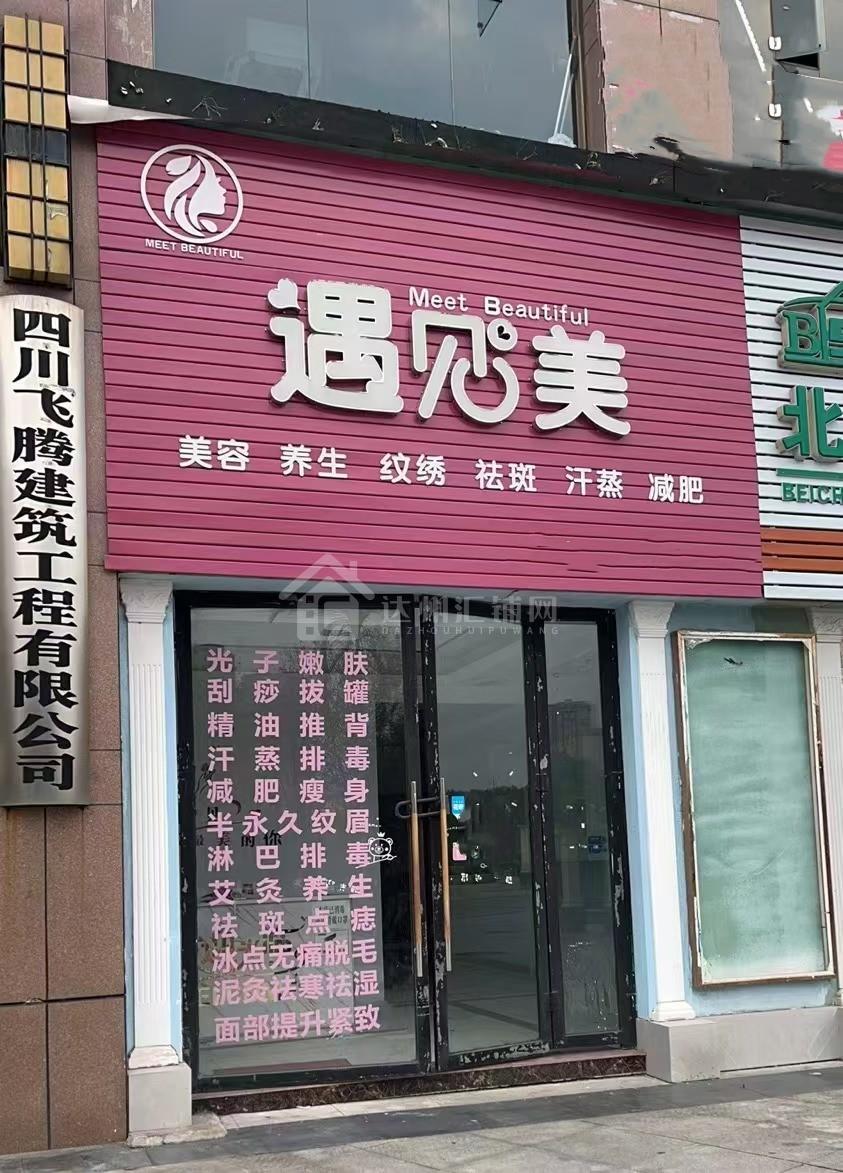 四川飞腾建筑工程有限公司
MEET BEAUTIFUL
Meet Beautiful
遇见美
美容 养生 纹绣 祛斑 汗蒸 减肥
北
BEICH
达州汇铺网
DAZHOUHUIPUWANG
光子嫩肤
刮痧拔罐
精油推背
汗蒸排毒
减肥瘦身
半永久纹眉
淋巴排毒
艾灸养生
祛斑点痣
冰点无痛脱毛
泥灸祛寒祛湿
面部提升紧致